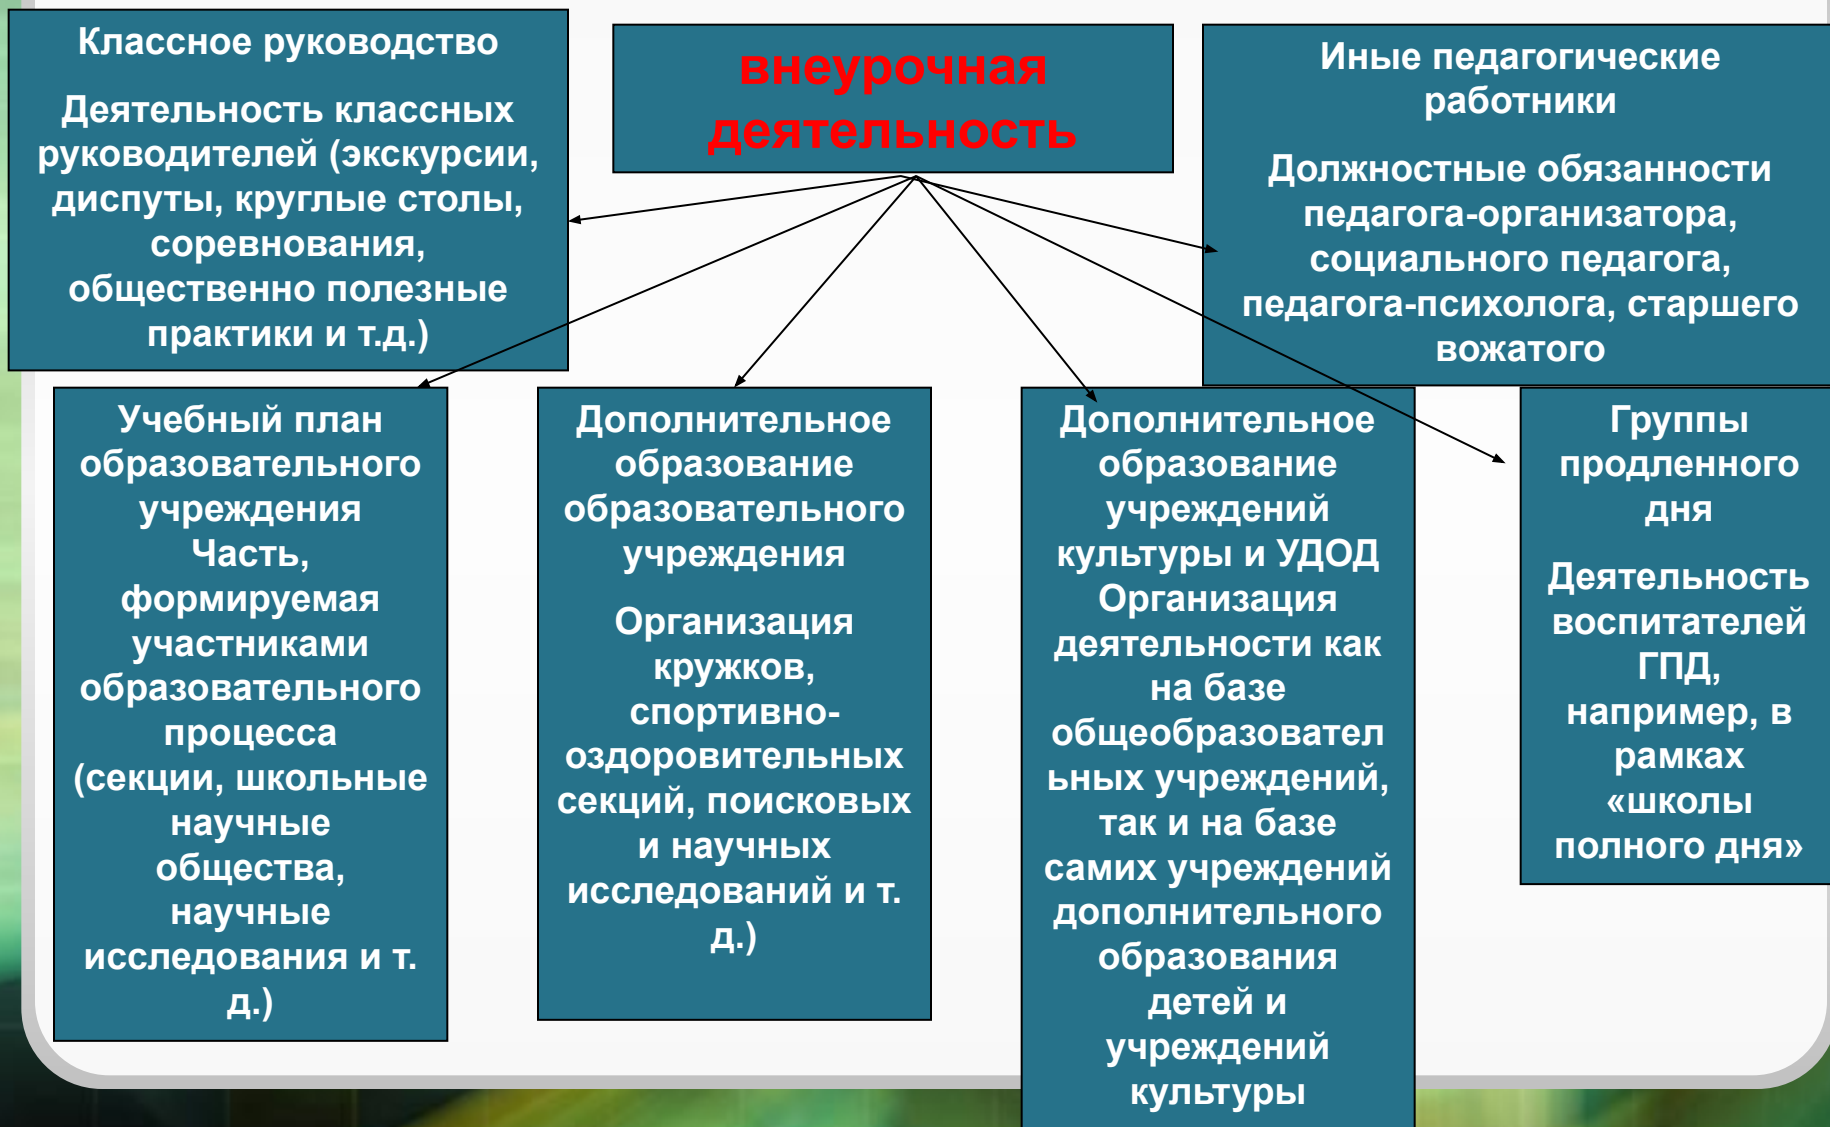 Классное руководство
Деятельность классных
руководителей (экскурсии,
диспуты, круглые столы,
соревнования,
общественно полезные
практики и т.д.)
внеурочная
деятельность
Иные педагогические
работники
Должностные обязанности
педагога-организатора,
социального педагога,
педагога-психолога, старшего
вожатого
Учебный план
образовательного
учреждения
Часть,
формируемая
участниками
образовательного
процесса
(секции, школьные
научные
общества,
научные
исследования и т.
д.)
Дополнительное
образование
образовательного
учреждения
Организация
кружков,
спортивно-
оздоровительных
секций, поисковых
и научных
исследований и т.
д.)
Дополнительное
образование
учреждений
культуры и УДОД
Организация
деятельности как
на базе
общеобразовател
ьных учреждений,
так и на базе
самих учреждений
дополнительного
образования
детей и
учреждений
культуры
Группы
продленного
дня
Деятельность
воспитателей
ГПД,
например, в
рамках
«школы
полного дня»